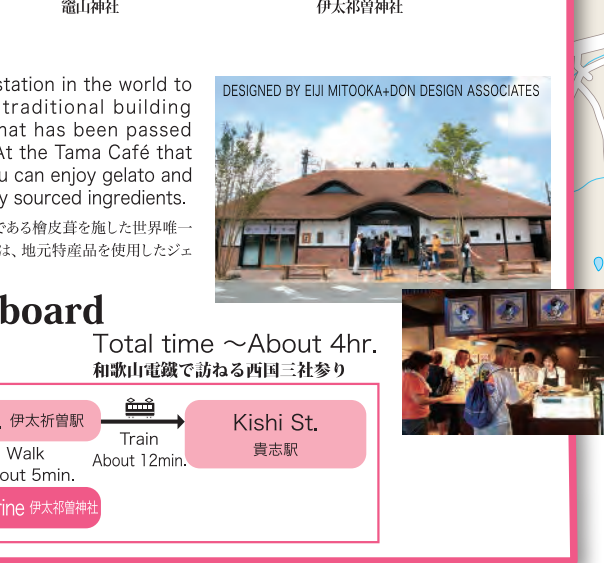 竈山神社
伊太祁曽神社
station in the world to
traditional building
hat has been passed
At the Tama Café that
u can enjoy gelato and
y sourced ingredients.
である檜皮葺を施した世界唯一
は、地元特産品を使用したジェ
DESIGNED BY EIJI MITOOKA+DON DESIGN ASSOCIATES
TAMA
board
Total time ～About 4hr.
和歌山電鐵で訪ねる西国三社参り
. 伊太祈曽駅
Train
About 12min.
Kishi St.
貴志駅
Walk
out 5min.
rine 伊太祁曽神社